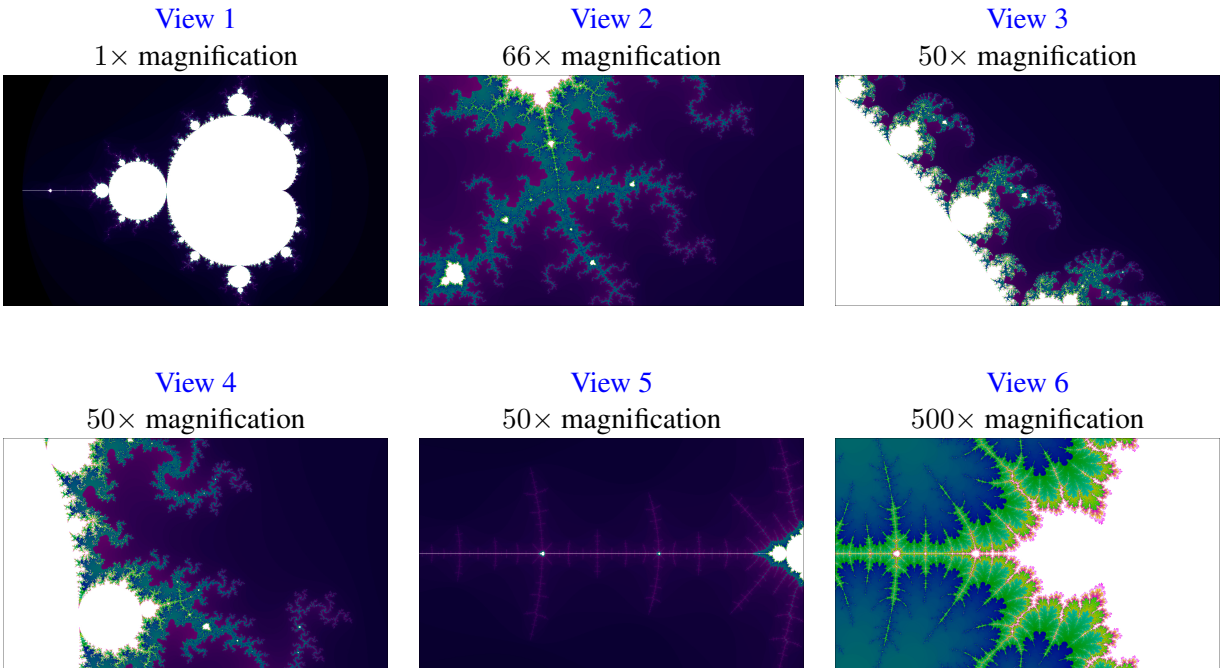 View 1
1× magnification
View 2
66× magnification
View 3
50× magnification
View 4
50× magnification
View 5
50× magnification
View 6
500× magnification